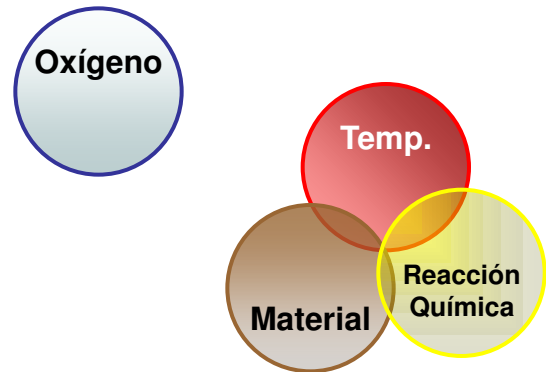 Oxígeno
Temp.
Material
Reacción
Química